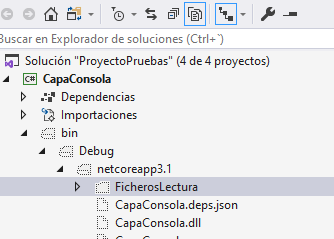 Buscar en Explorador de soluciones (Ctrl+`)
Solución "ProyectoPruebas" (4 de 4 proyectos)
C# CapaConsola
Dependencias
Importaciones
bin
Debug
netcoreapp3.1
FicherosLectura
CapaConsola.deps.json
CapaConsola.dll